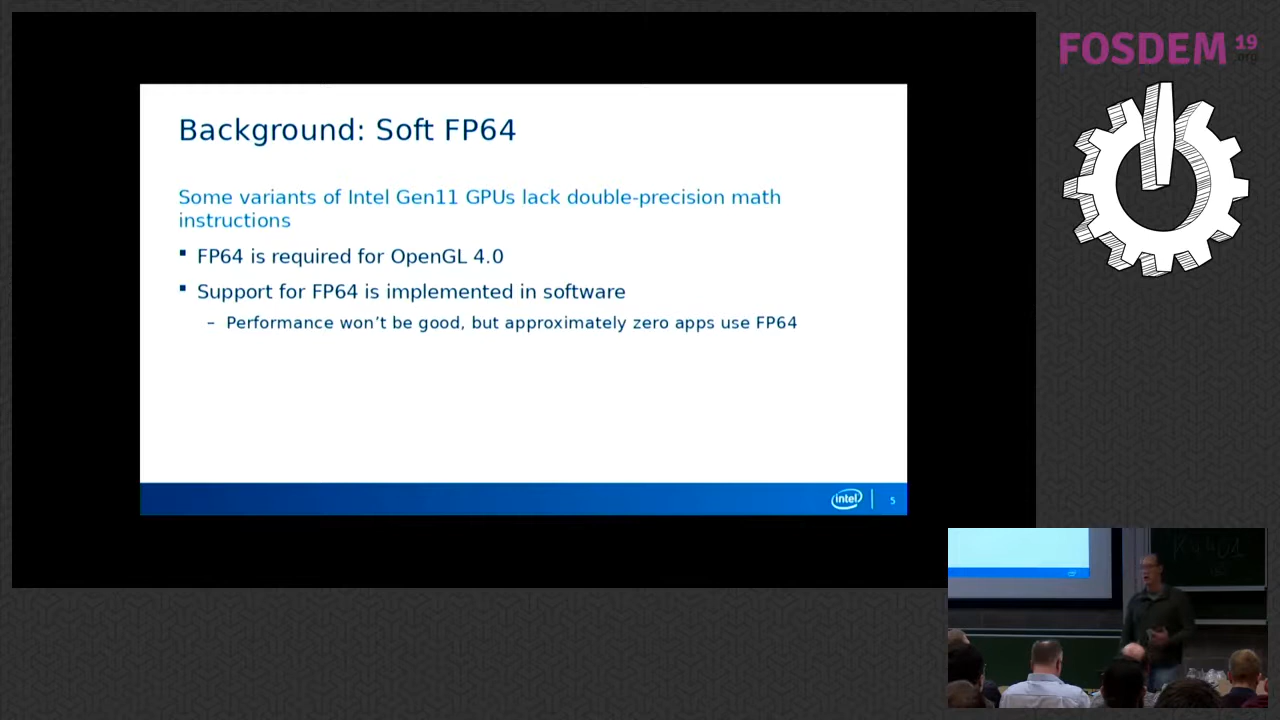 FOSDEM 19
.org
Background: Soft FP64
Some variants of Intel Gen11 GPUs lack double-precision math
instructions
▪ FP64 is required for OpenGL 4.0
▪ Support for FP64 is implemented in software
– Performance won’t be good, but approximately zero apps use FP64
intel
5